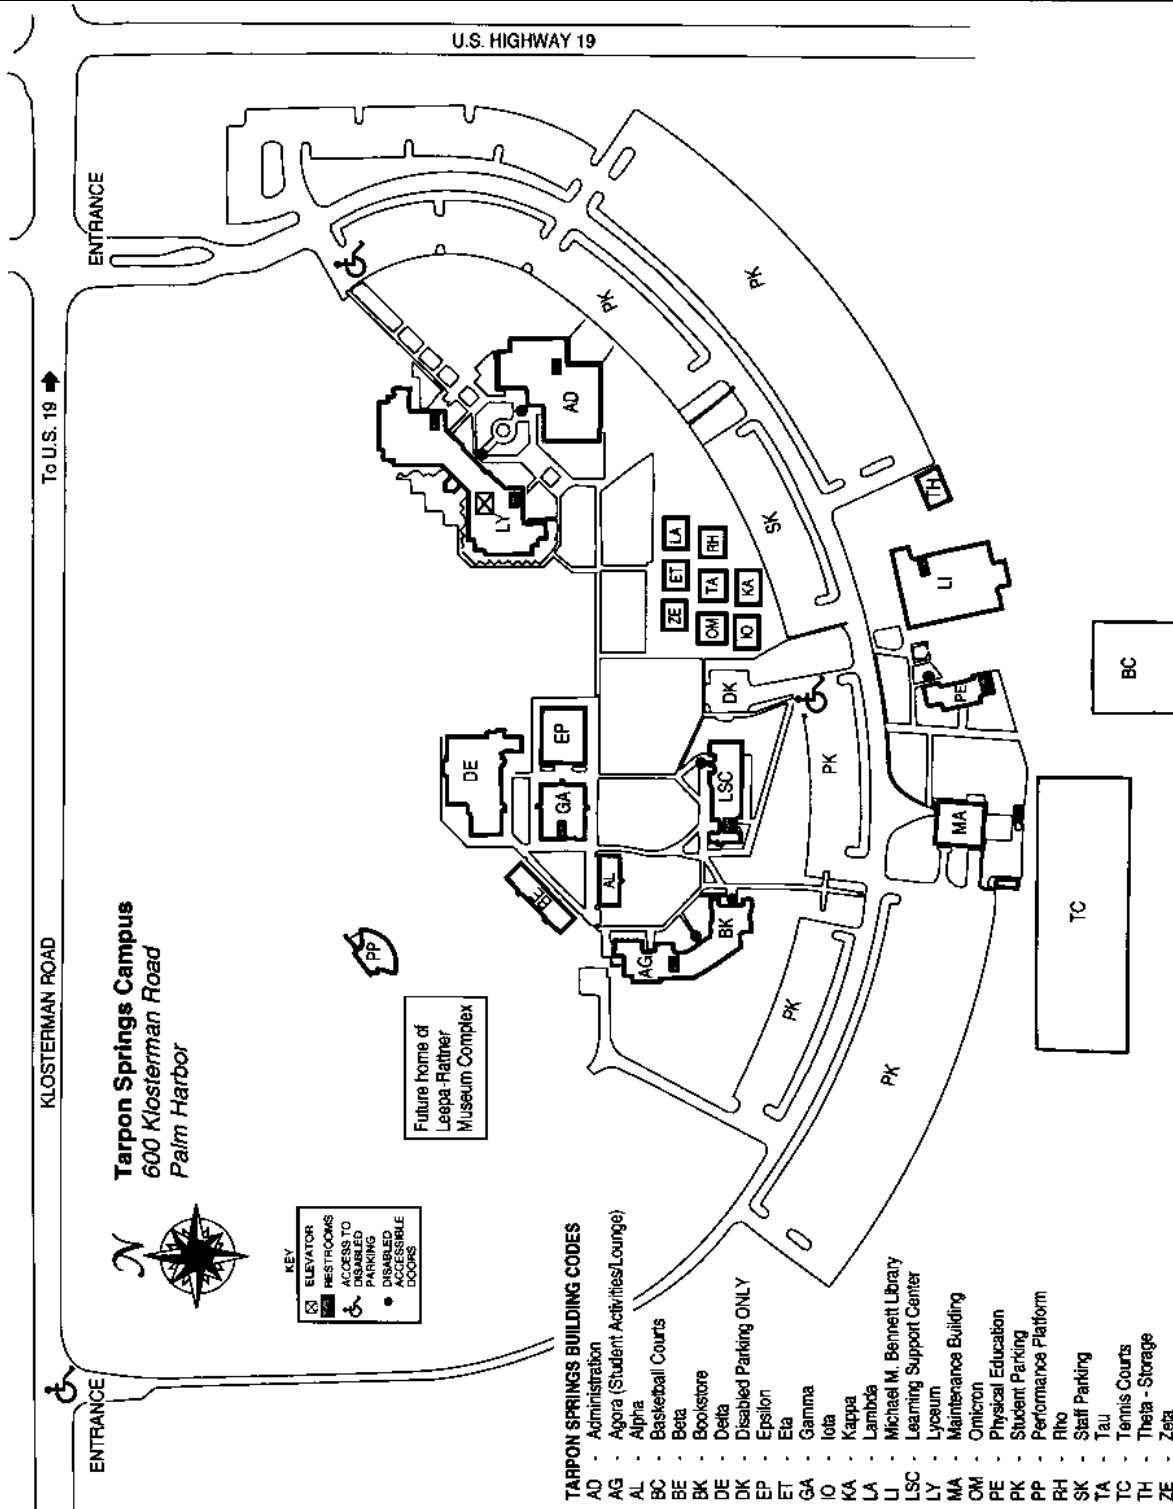 U.S. HIGHWAY 19
ENTRANCE
To U.S. 19
KLOSTERMAN ROAD
ENTRANCE
Tarpon Springs Campus
600 Klosterman Road
Palm Harbor
N
KEY
ELEVATOR
RESTROOMS
ACCESS TO
DISABLED
PARKING
DISABLED
ACCESSIBLE
DOORS
Future home of
Leepa-Rattner
Museum Complex
PP
LY
AD
PK
PK
SK
TH
LA
ET
ZE
RH
TA
OM
KA
IO
DK
DE
EP
GA
BE
AL
LSC
AG
BK
PK
PK
PK
LI
PE
MA
BC
TC
TARPON SPRINGS BUILDING CODES
AD - Administration
AG - Agora (Student Activities/Lounge)
AL - Alpha
BC - Basketball Courts
BE - Beta
BK - Bookstore
DE - Delta
DK - Disabled Parking ONLY
EP - Epsilon
ET - Eta
GA - Gamma
IO - Iota
KA - Kappa
LA - Lambda
LI - Michael M. Bennett Library
LSC - Learning Support Center
LY - Lyceum
MA - Maintenance Building
OM - Omicron
PE - Physical Education
PK - Student Parking
PP - Performance Platform
RH - Rho
SK - Staff Parking
TA - Tau
TC - Tennis Courts
TH - Theta - Storage
ZE - Zeta